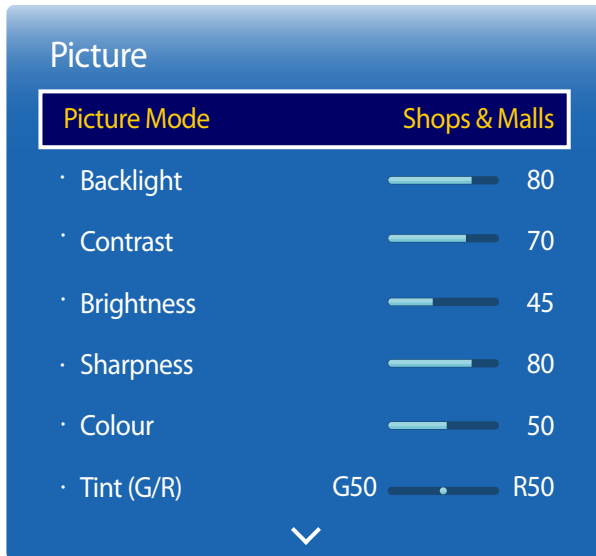 Picture
Picture Mode Shops & Malls
· Backlight 80
· Contrast 70
· Brightness 45
· Sharpness 80
· Colour 50
· Tint (G/R) G50 R50